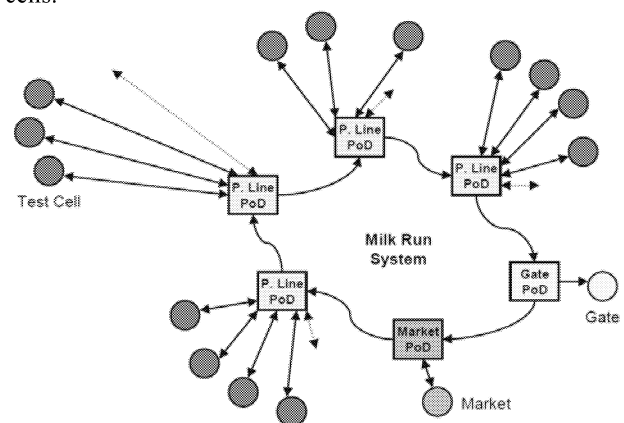 cells.
P. Line
PoD
P. Line
PoD
P. Line
PoD
Test Cell
Milk Run
System
Gate
PoD
P. Line
PoD
Gate
Market
PoD
Market